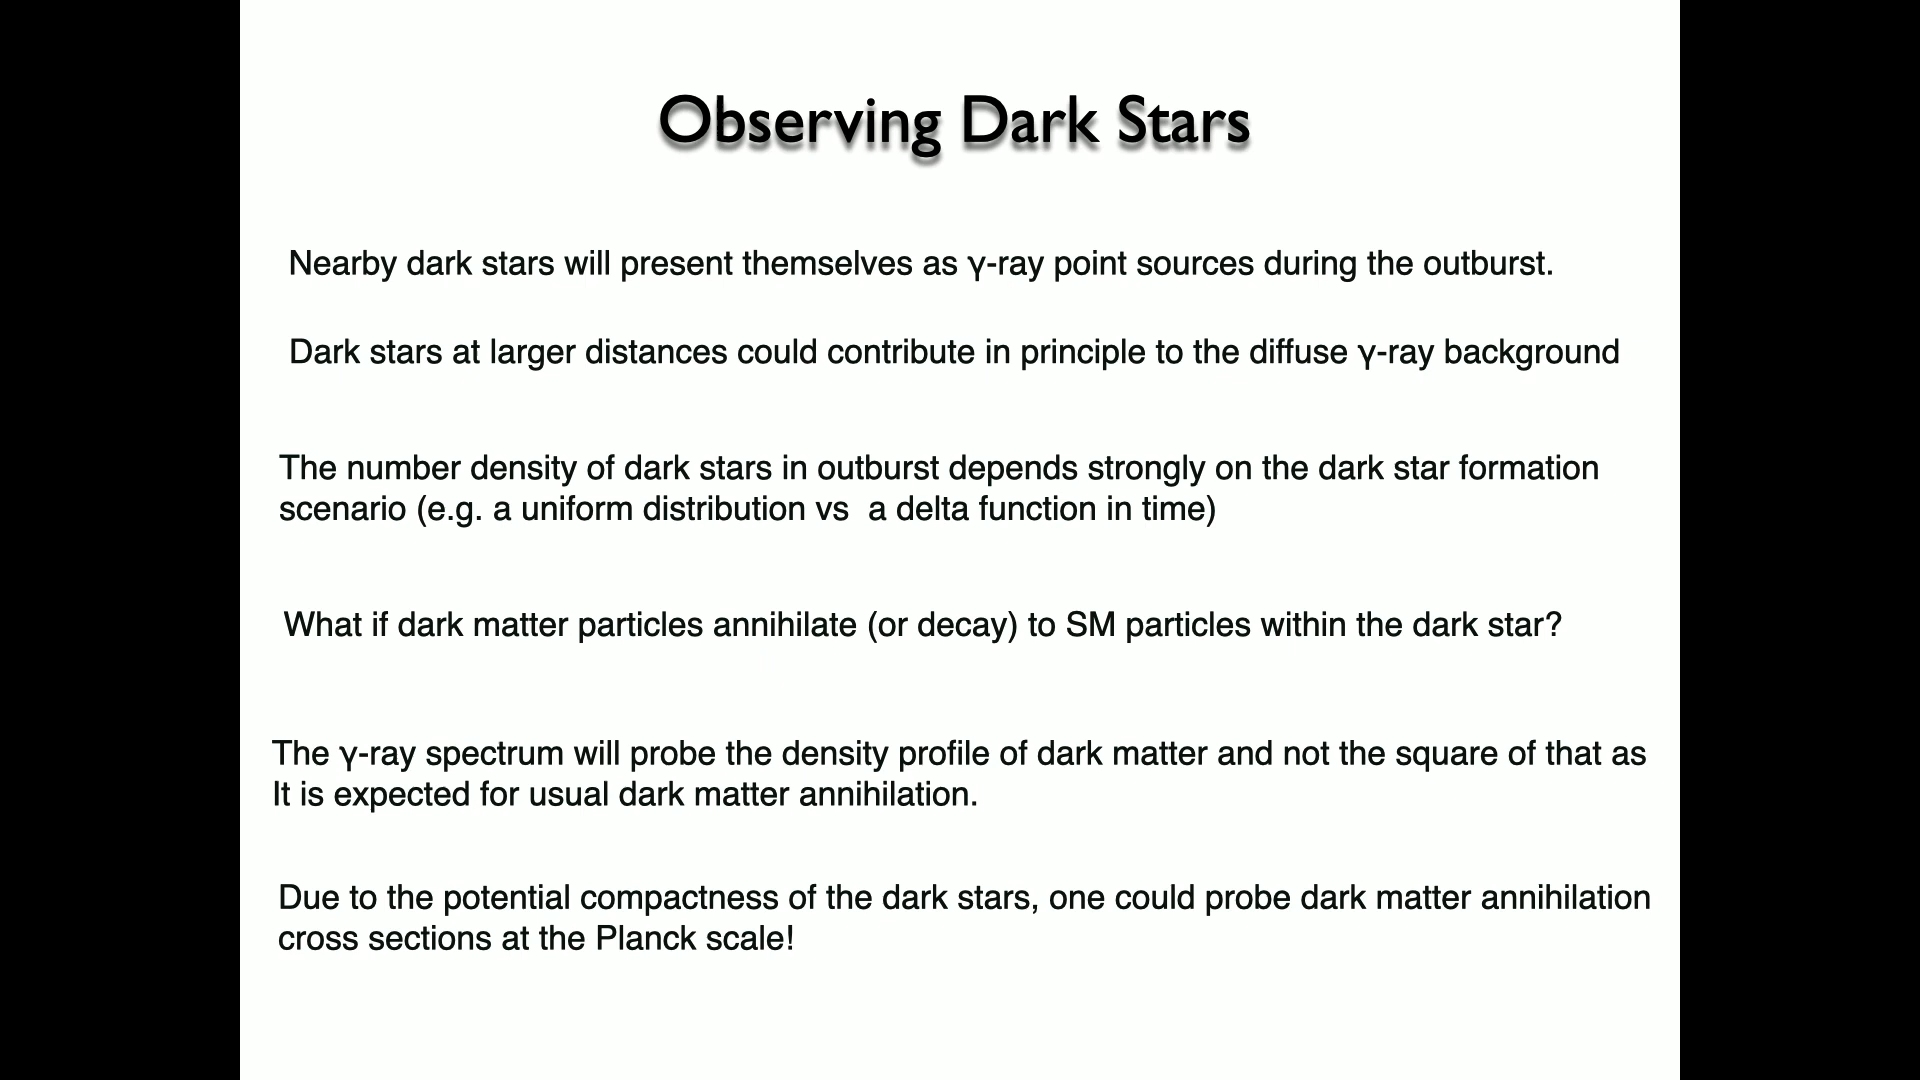 Observing Dark Stars
Nearby dark stars will present themselves as γ-ray point sources during the outburst.
Dark stars at larger distances could contribute in principle to the diffuse γ-ray background
The number density of dark stars in outburst depends strongly on the dark star formation
scenario (e.g. a uniform distribution vs  a delta function in time)
What if dark matter particles annihilate (or decay) to SM particles within the dark star?
The γ-ray spectrum will probe the density profile of dark matter and not the square of that as
It is expected for usual dark matter annihilation.
Due to the potential compactness of the dark stars, one could probe dark matter annihilation
cross sections at the Planck scale!